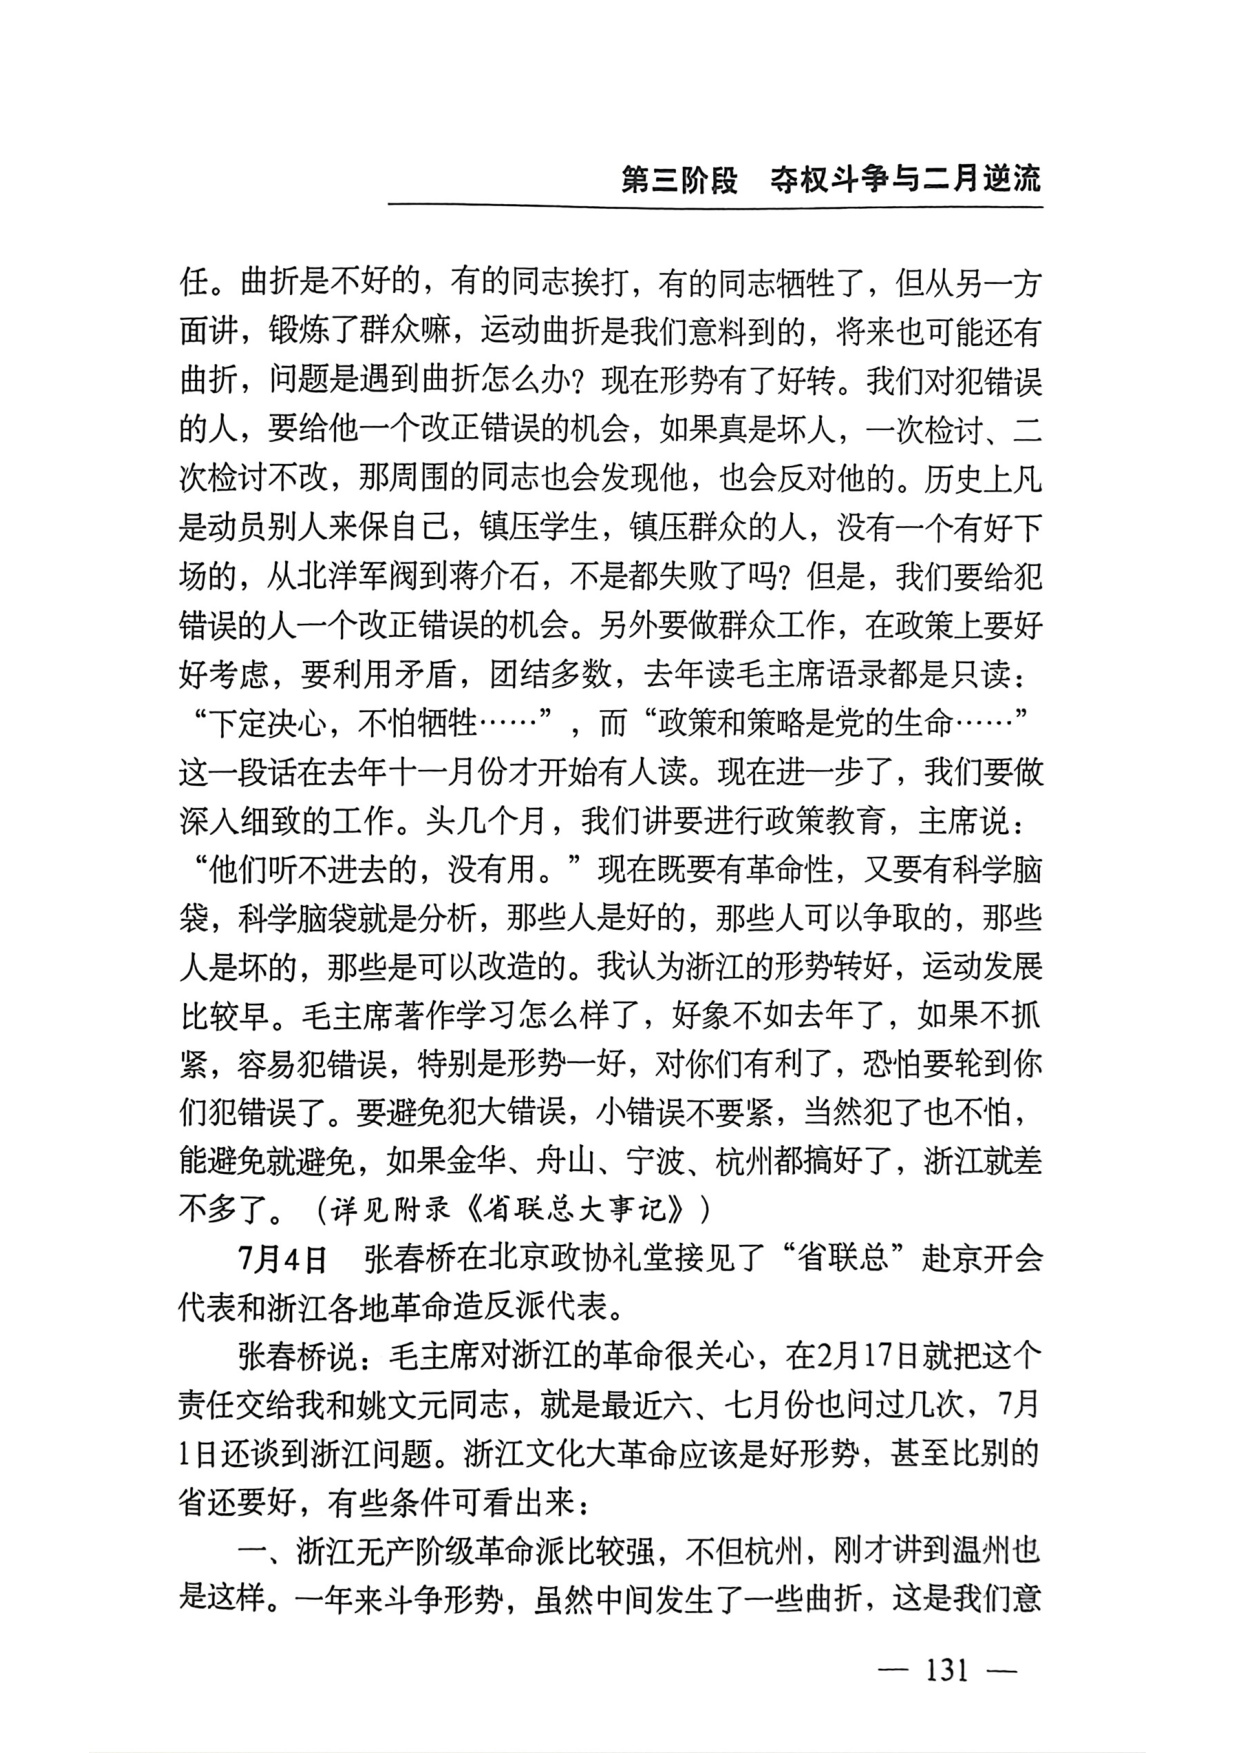 第三阶段　夺权斗争与二月逆流
任。曲折是不好的，有的同志挨打，有的同志牺牲了，但从另一方
面讲，锻炼了群众嘛，运动曲折是我们意料到的，将来也可能还有
曲折，问题是遇到曲折怎么办？现在形势有了好转。我们对犯错误
的人，要给他一个改正错误的机会，如果真是坏人，一次检讨、二
次检讨不改，那周围的同志也会发现他，也会反对他的。历史上凡
是动员别人来保自己，镇压学生，镇压群众的人，没有一个有好下
场的，从北洋军阀到蒋介石，不是都失败了吗？但是，我们要给犯
错误的人一个改正错误的机会。另外要做群众工作，在政策上要好
好考虑，要利用矛盾，团结多数，去年读毛主席语录都是只读：
“下定决心，不怕牺牲……”，而“政策和策略是党的生命……”
这一段话在去年十一月份才开始有人读。现在进一步了，我们要做
深入细致的工作。头几个月，我们讲要进行政策教育，主席说：
“他们听不进去的，没有用。”现在既要有革命性，又要有科学脑
袋，科学脑袋就是分析，那些人是好的，那些人可以争取的，那些
人是坏的，那些是可以改造的。我认为浙江的形势转好，运动发展
比较早。毛主席著作学习怎么样了，好象不如去年了，如果不抓
紧，容易犯错误，特别是形势一好，对你们有利了，恐怕要轮到你
们犯错误了。要避免犯大错误，小错误不要紧，当然犯了也不怕，
能避免就避免，如果金华、舟山、宁波、杭州都搞好了，浙江就差
不多了。（详见附录《省联总大事记》）
7月4日　张春桥在北京政协礼堂接见了“省联总”赴京开会
代表和浙江各地革命造反派代表。
张春桥说：毛主席对浙江的革命很关心，在2月17日就把这个
责任交给我和姚文元同志，就是最近六、七月份也问过几次，7月
1日还谈到浙江问题。浙江文化大革命应该是好形势，甚至比别的
省还要好，有些条件可看出来：
一、浙江无产阶级革命派比较强，不但杭州，刚才讲到温州也
是这样。一年来斗争形势，虽然中间发生了一些曲折，这是我们意
— 131 —